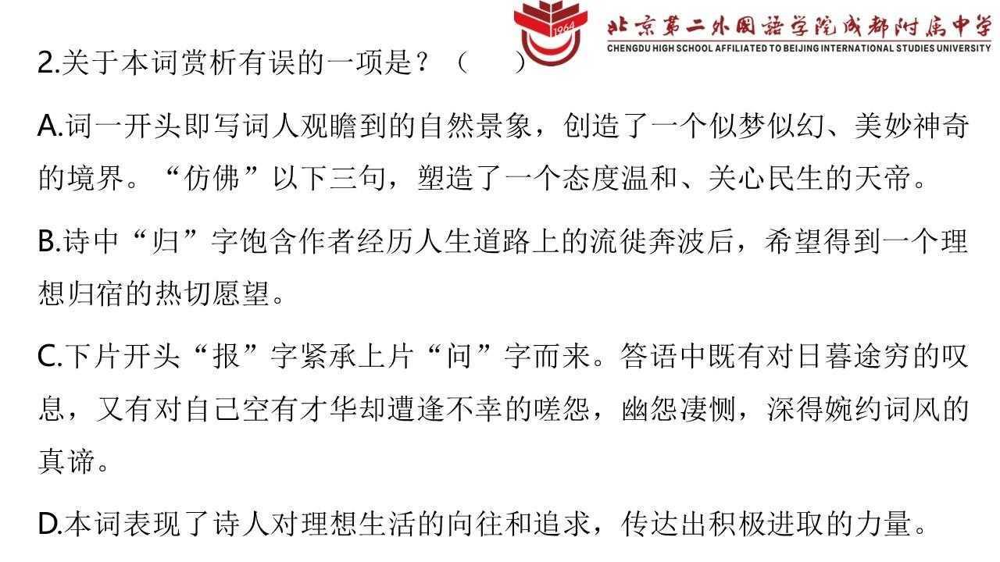 1964
北京第二外国语学院成都附属中学
CHENGDU HIGH SCHOOL AFFILIATED TO BEIJING INTERNATIONAL STUDIES UNIVERSITY
2.关于本词赏析有误的一项是？（　　）
A.词一开头即写词人观瞻到的自然景象，创造了一个似梦似幻、美妙神奇
的境界。“仿佛”以下三句，塑造了一个态度温和、关心民生的天帝。
B.诗中“归”字饱含作者经历人生道路上的流徙奔波后，希望得到一个理
想归宿的热切愿望。
C.下片开头“报”字紧承上片“问”字而来。答语中既有对日暮途穷的叹
息，又有对自己空有才华却遭逢不幸的嗟怨，幽怨凄恻，深得婉约词风的
真谛。
D.本词表现了诗人对理想生活的向往和追求，传达出积极进取的力量。